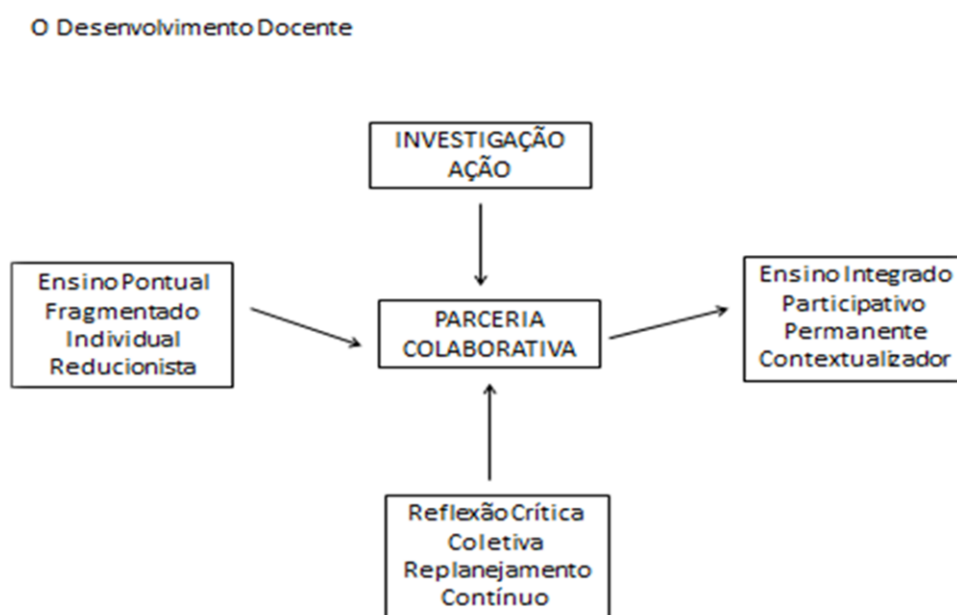 O Desenvolvimento Docente
INVESTIGAÇÃO
AÇÃO
Ensino Pontual
Fragmentado
Individual
Reducionista
PARCERIA
COLABORATIVA
Ensino Integrado
Participativo
Permanente
Contextualizador
Reflexão Crítica
Coletiva
Replanejamento
Contínuo